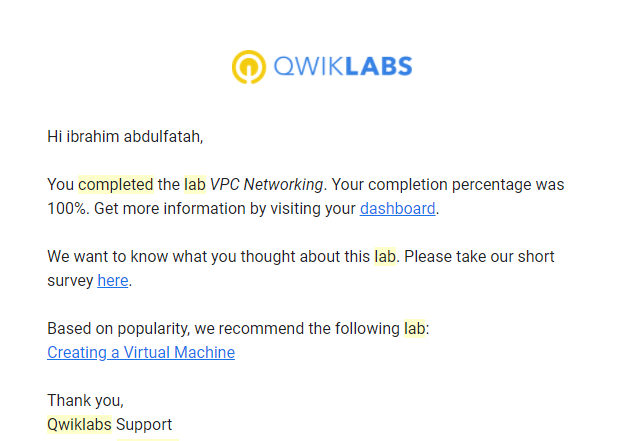 QWIKLABS
Hi ibrahim abdulfatah,
You completed the lab VPC Networking. Your completion percentage was
100%. Get more information by visiting your dashboard.
We want to know what you thought about this lab. Please take our short
survey here.
Based on popularity, we recommend the following lab:
Creating a Virtual Machine
Thank you,
Qwiklabs Support